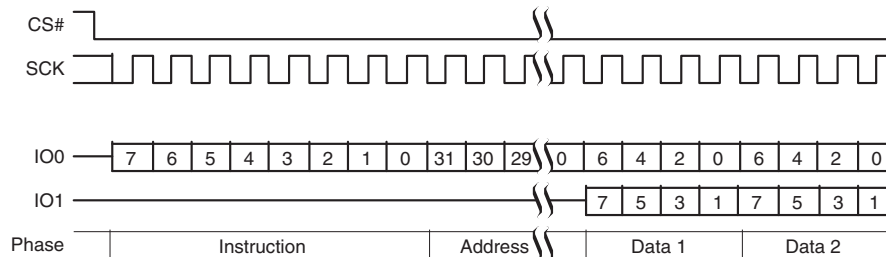 CS#
SCK
IO0 7 6 5 4 3 2 1 0 31 30 29 0 6 4 2 0 6 4 2 0
IO1 7 5 3 1 7 5 3 1
Phase Instruction Address Data 1 Data 2